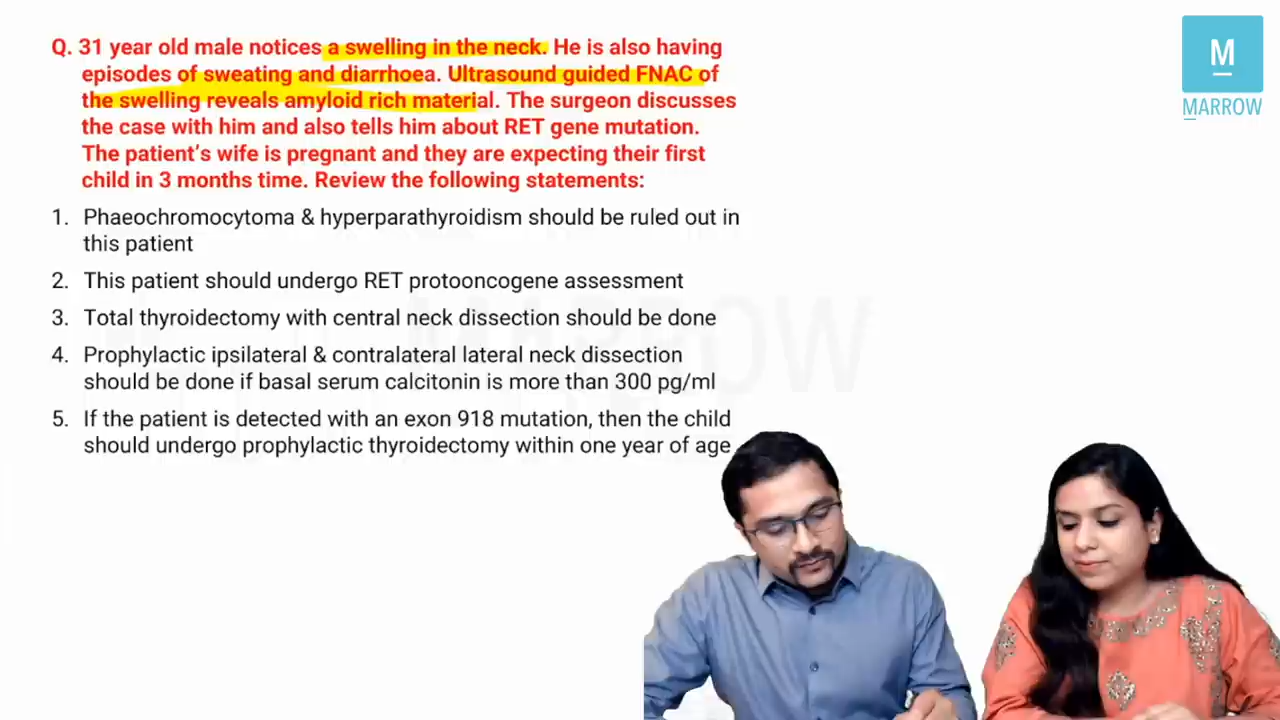 Q. 31 year old male notices a swelling in the neck. He is also having
episodes of sweating and diarrhoea. Ultrasound guided FNAC of
the swelling reveals amyloid rich material. The surgeon discusses
the case with him and also tells him about RET gene mutation.
The patient's wife is pregnant and they are expecting their first
child in 3 months time. Review the following statements:
1. Phaeochromocytoma & hyperparathyroidism should be ruled out in
this patient
2. This patient should undergo RET protooncogene assessment
3. Total thyroidectomy with central neck dissection should be done
4. Prophylactic ipsilateral & contralateral lateral neck dissection
should be done if basal serum calcitonin is more than 300 pg/ml
5. If the patient is detected with an exon 918 mutation, then the child
should undergo prophylactic thyroidectomy within one year of age
M
MARROW
MARROW